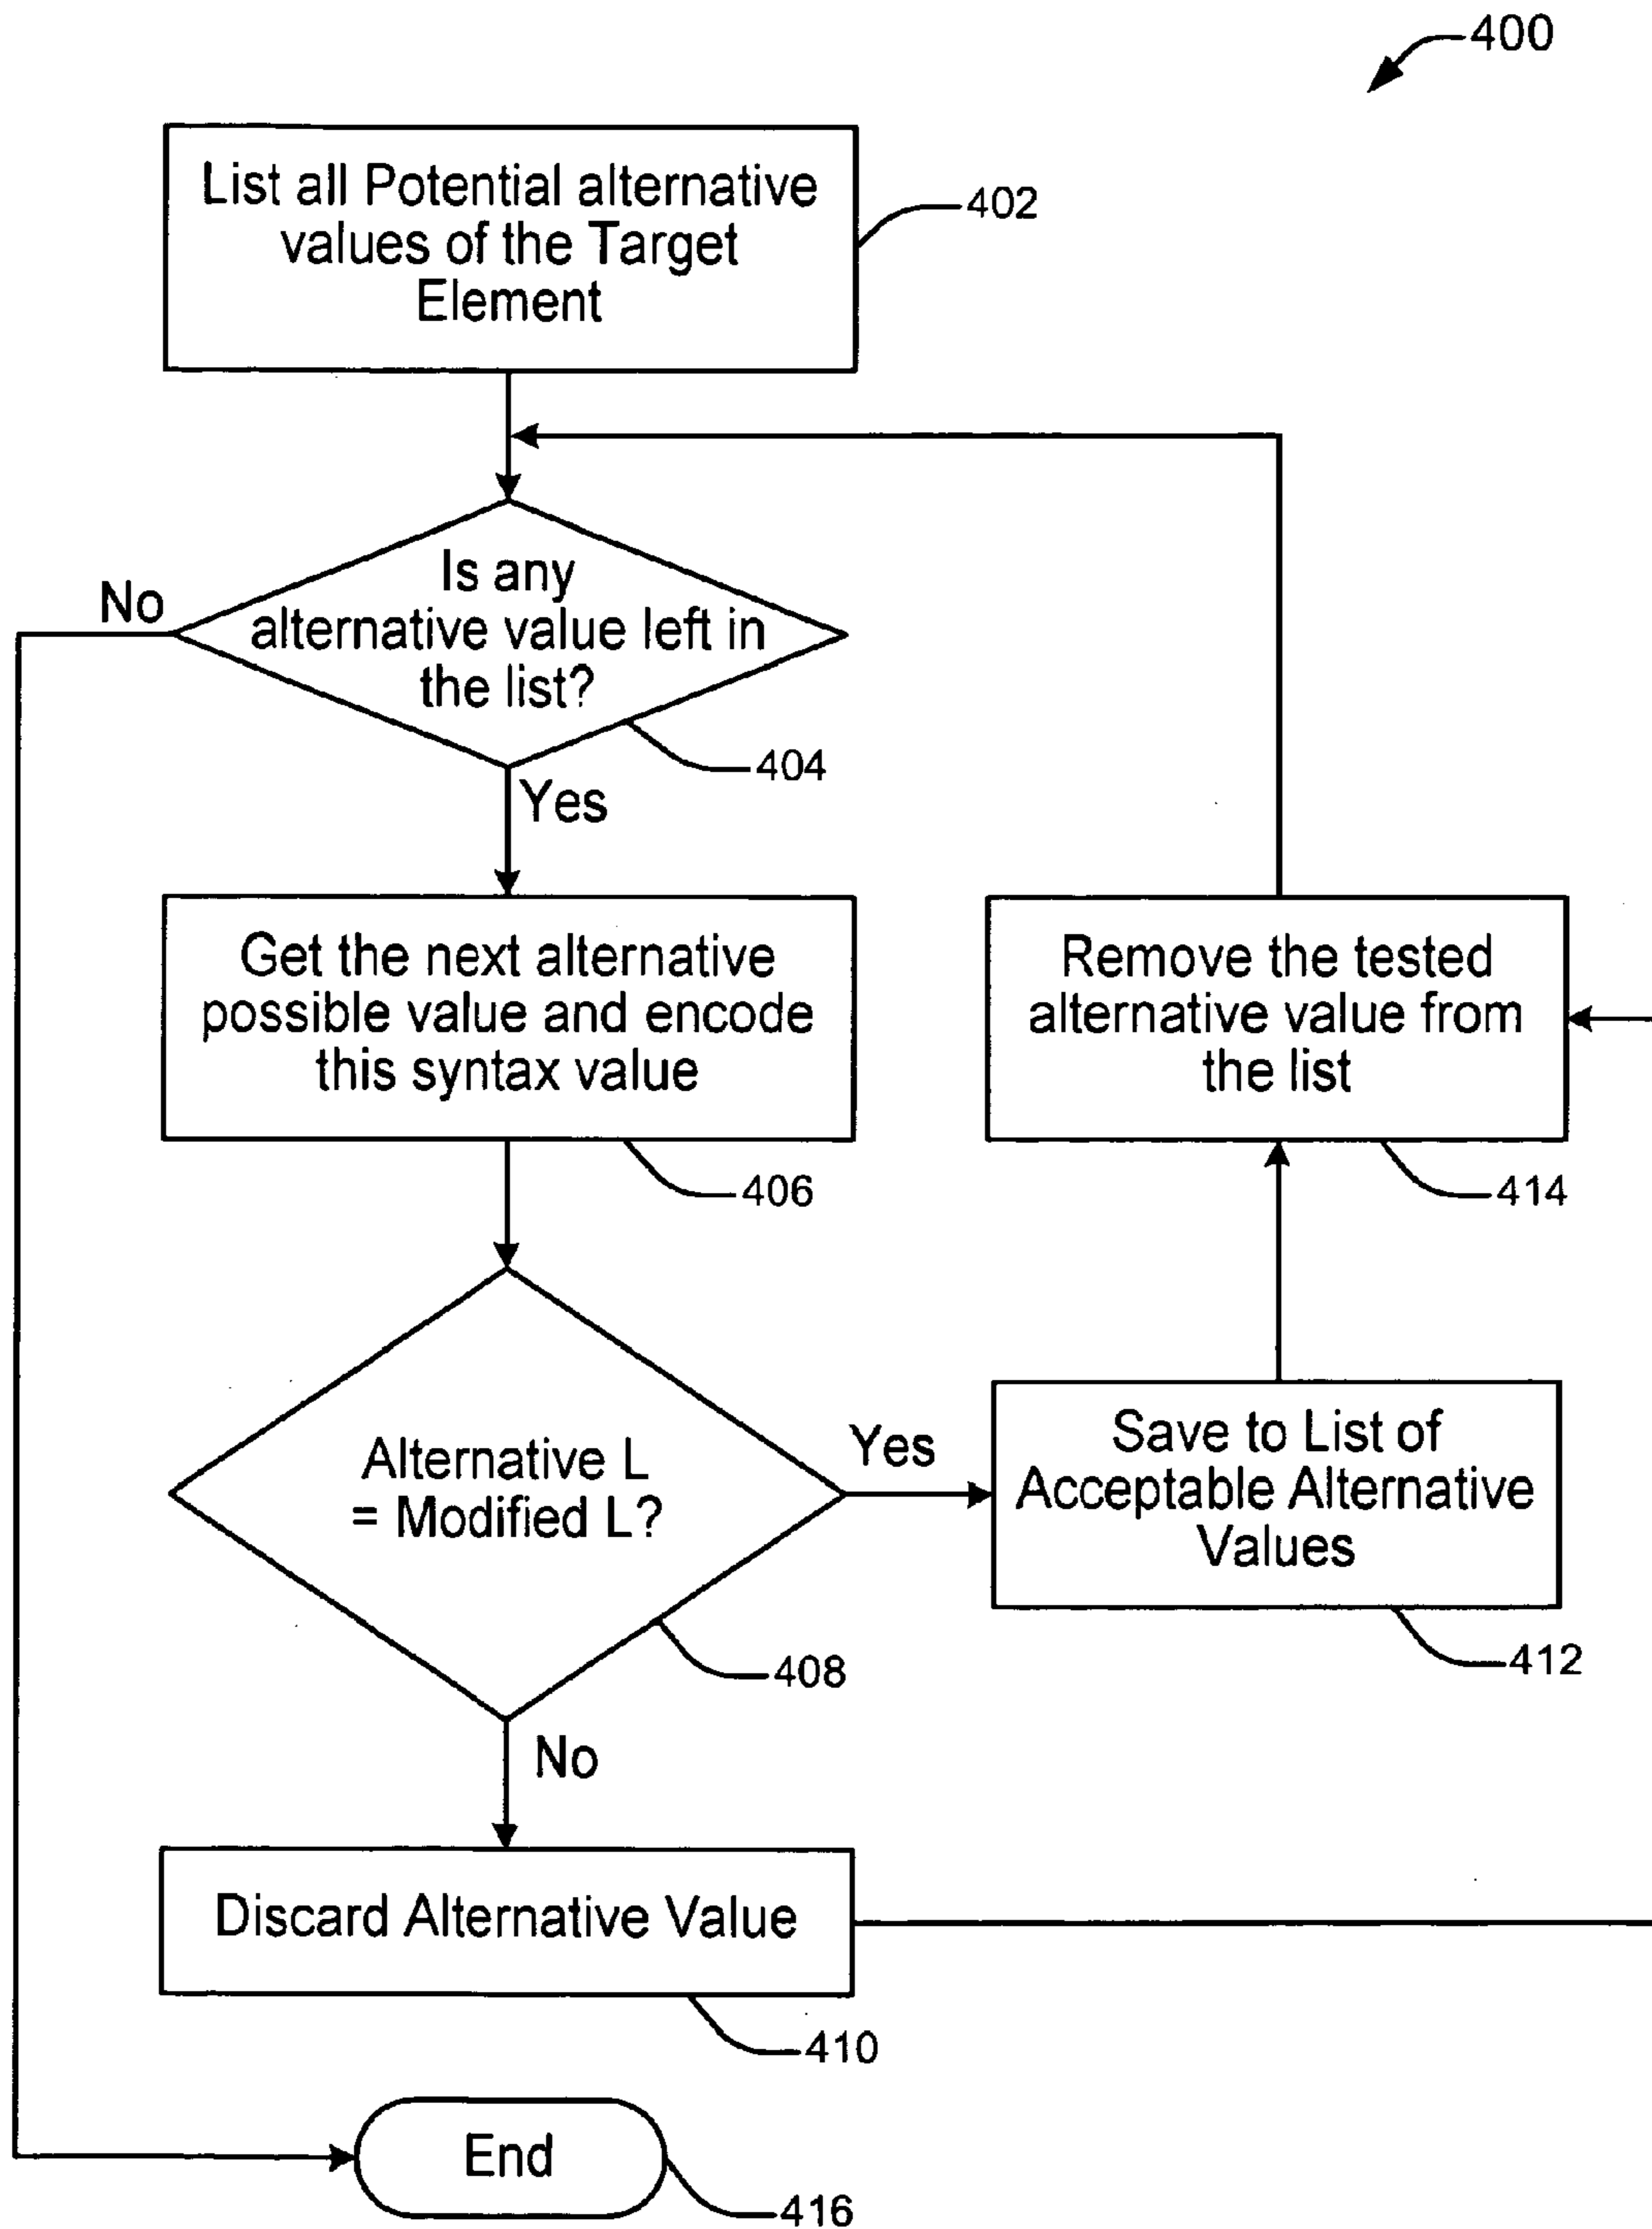 400
List all Potential alternative
values of the Target
Element
402
Is any
alternative value left in
the list?
No
404
Yes
Get the next alternative
possible value and encode
this syntax value
406
Remove the tested
alternative value from
the list
414
Alternative L
= Modified L?
Yes
408
Save to List of
Acceptable Alternative
Values
412
No
Discard Alternative Value
410
End
416